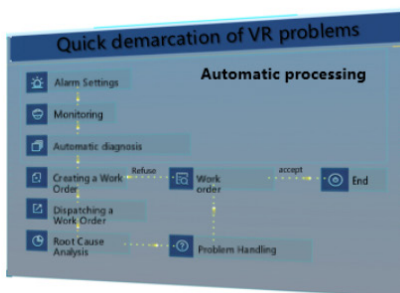 Quick demarcation of VR problems
Automatic processing
Alarm Settings
Monitoring
Automatic diagnosis
Creating a Work
Order
Refuse
Work
order
accept
End
Dispatching a
Work Order
Root Cause
Analysis
Problem Handling